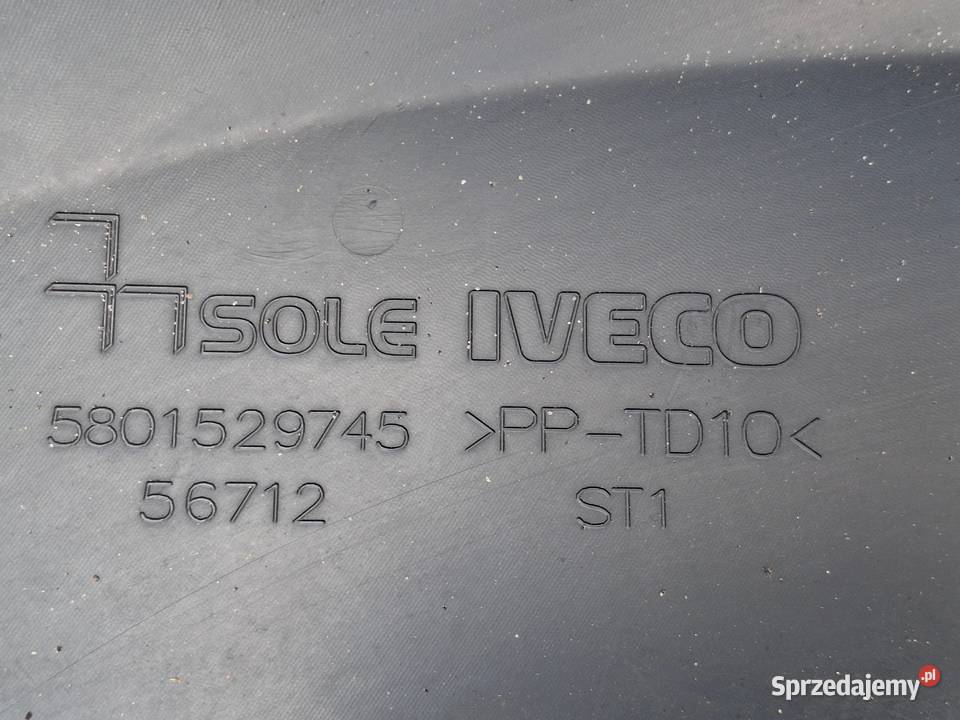 SOLE IVECO
5801529745 >PP-TD10<
56712 ST1
Sprzedajemy.pl